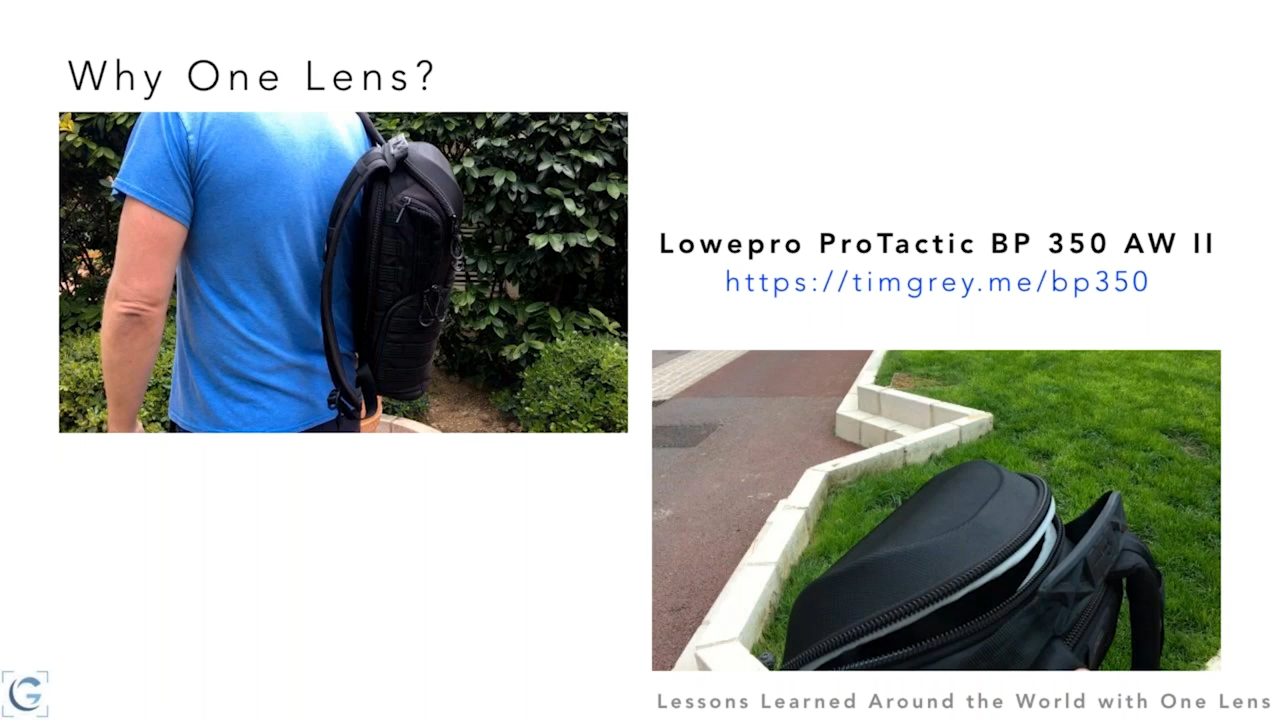 Why One Lens?
Lowepro ProTactic BP 350 AW II
https://timgrey.me/bp350
Lessons Learned Around the World with One Lens